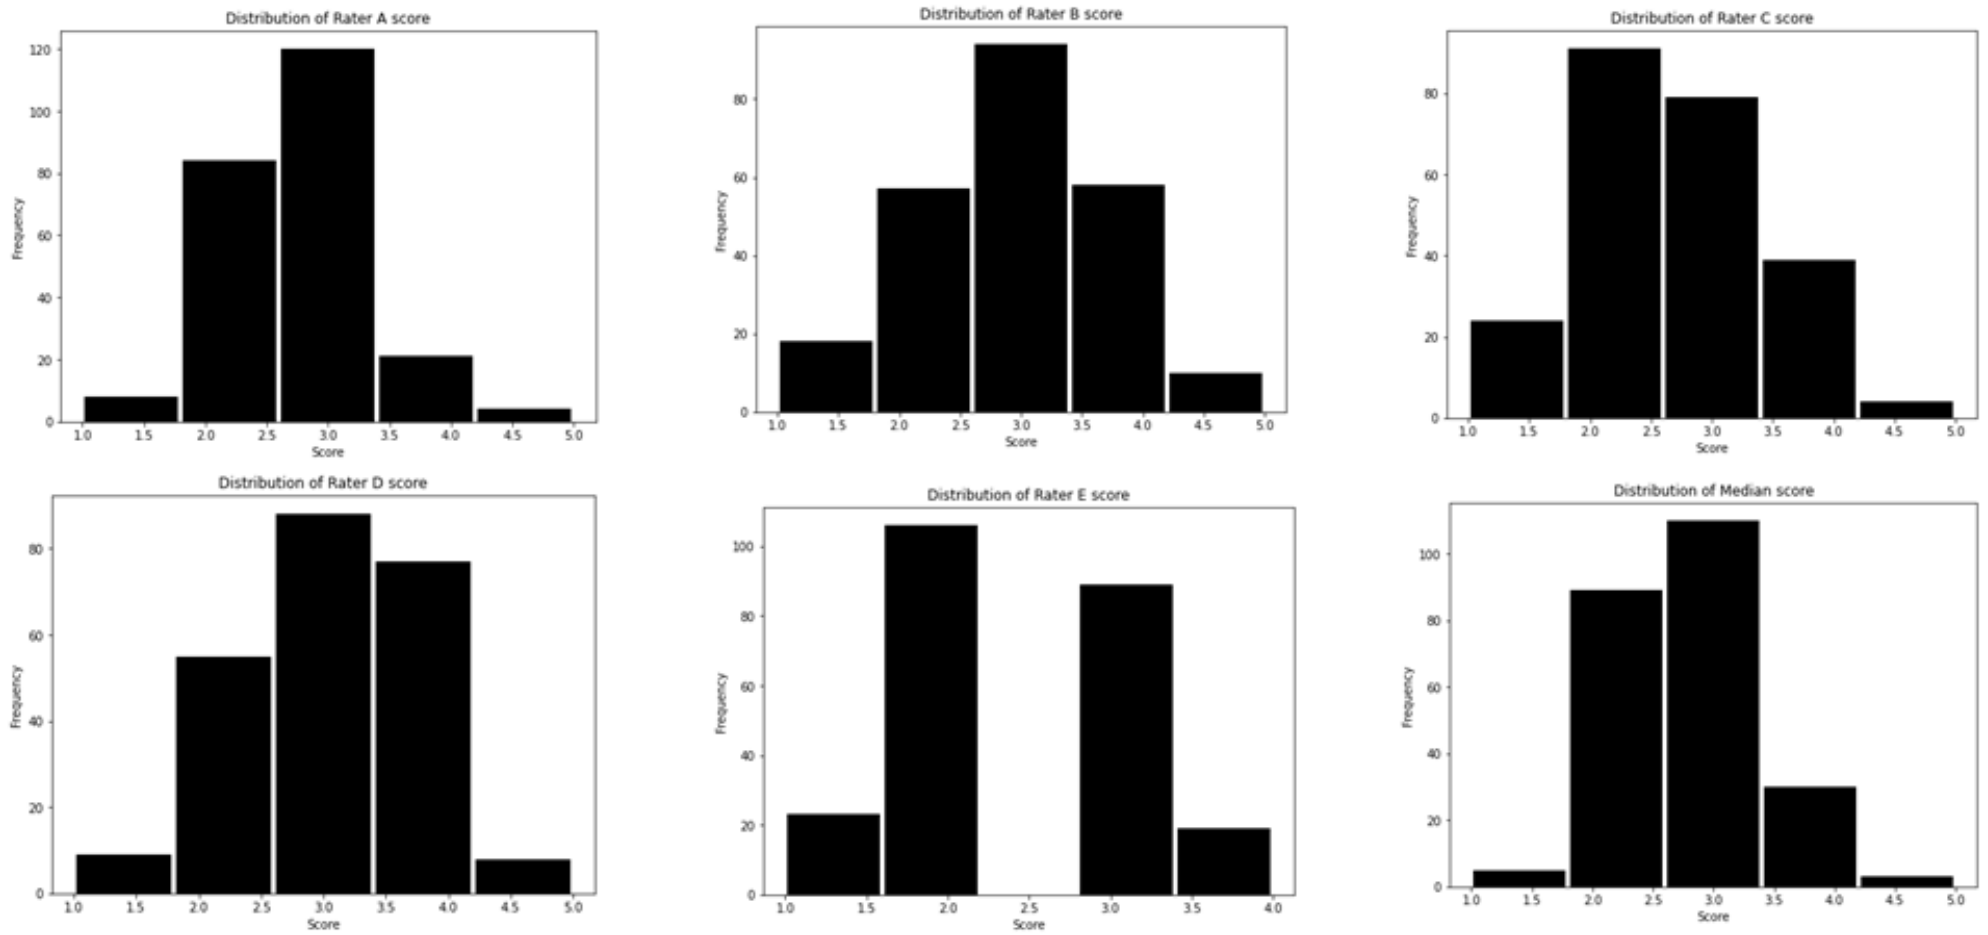 Distribution of Rater A score
120
100
80
60
40
20
0
Frequency
1.0 1.5 2.0 2.5 3.0 3.5 4.0 4.5 5.0
Score
Distribution of Rater B score
80
60
40
20
0
Frequency
1.0 1.5 2.0 2.5 3.0 3.5 4.0 4.5 5.0
Score
Distribution of Rater C score
80
60
40
20
0
Frequency
1.0 1.5 2.0 2.5 3.0 3.5 4.0 4.5 5.0
Score
Distribution of Rater D score
80
60
40
20
0
Frequency
1.0 1.5 2.0 2.5 3.0 3.5 4.0 4.5 5.0
Score
Distribution of Rater E score
100
80
60
40
20
0
Frequency
1.0 1.5 2.0 2.5 3.0 3.5 4.0
Score
Distribution of Median score
100
80
60
40
20
0
Frequency
1.0 1.5 2.0 2.5 3.0 3.5 4.0 4.5 5.0
Score